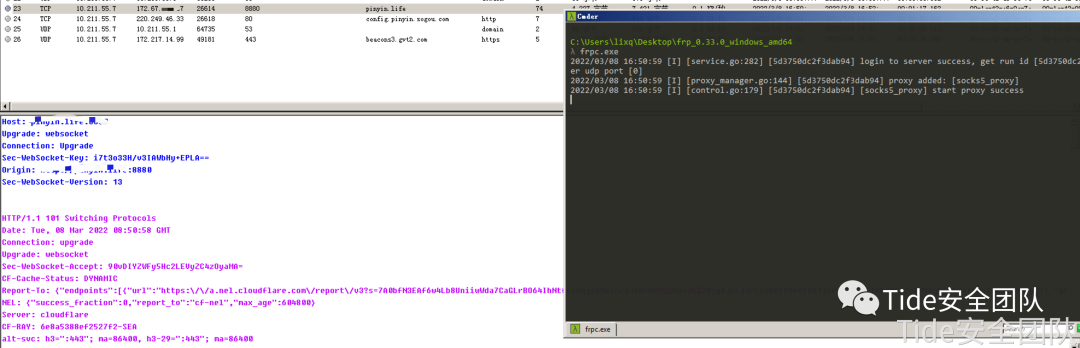 23 TCP 10.211.55.7 172.67. .7 26614 8880 pinyin.life 74
24 TCP 10.211.55.7 220.249.46.33 26618 80 config.pinyin.sogou.com http 7
25 UDP 10.211.55.7 10.211.55.1 64735 53 domain 2
26 UDP 10.211.55.7 172.217.14.99 49181 443 beacons3.gvt2.com https 5
Host:
Upgrade: websocket
Connection: Upgrade
Sec-WebSocket-Key: i7t3o33H/v3IAWbHy+EPLA==
Origin: :8880
Sec-WebSocket-Version: 13
HTTP/1.1 101 Switching Protocols
Date: Tue, 08 Mar 2022 08:50:58 GMT
Connection: upgrade
Upgrade: websocket
Sec-WebSocket-Accept: 90vDIYZWFy5Hc2LEVyZC4zOyaMA=
CF-Cache-Status: DYNAMIC
Report-To: {"endpoints":[{"url":"https:\/\/a.nel.cloudflare.com\/report\/v3?s=
NEL: {"success_fraction":0,"report_to":"cf-nel","max_age":604800}
Server: cloudflare
CF-RAY: 6e8a5388ef2527f2-SEA
alt-svc: h3=":443"; ma=86400, h3-29=":443"; ma=86400
Cmder
C:\Users\lixq\Desktop\frp_0.33.0_windows_amd64
λ frpc.exe
2022/03/08 16:50:59 [I] [service.go:282] [5d3750dc2f3dab94] login to server success, get run id [5d3750dc2
er udp port [0]
2022/03/08 16:50:59 [I] [proxy_manager.go:144] [5d3750dc2f3dab94] proxy added: [socks5_proxy]
2022/03/08 16:50:59 [I] [control.go:179] [5d3750dc2f3dab94] [socks5_proxy] start proxy success
frpc.exe
Tide安全团队
Tide安全团队